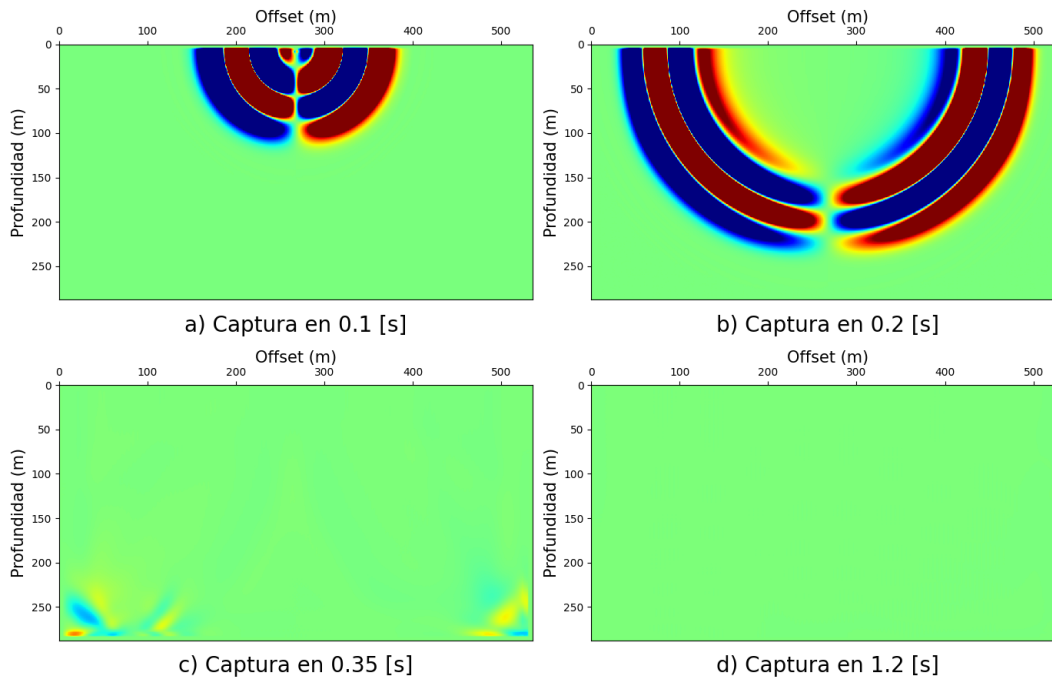 Offset (m)
0 100 200 300 400 500
Profundidad (m)
0
50
100
150
200
250
a) Captura en 0.1 [s]
Offset (m)
0 100 200 300 400 500
Profundidad (m)
0
50
100
150
200
250
b) Captura en 0.2 [s]
Offset (m)
0 100 200 300 400 500
Profundidad (m)
0
50
100
150
200
250
c) Captura en 0.35 [s]
Offset (m)
0 100 200 300 400 500
Profundidad (m)
0
50
100
150
200
250
d) Captura en 1.2 [s]